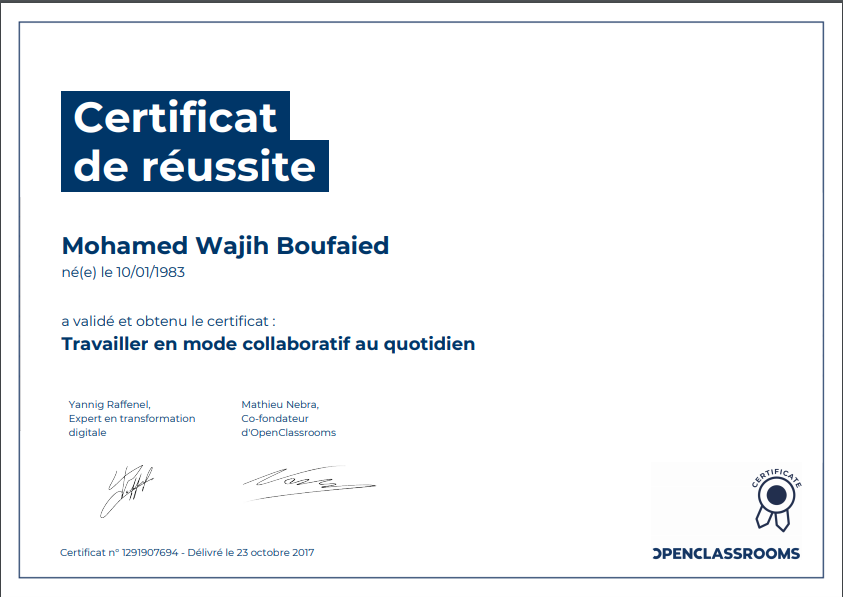 Certificat
de réussite
Mohamed Wajih Boufaied
né(e) le 10/01/1983
a validé et obtenu le certificat :
Travailler en mode collaboratif au quotidien
Yannig Raffenel,
Expert en transformation
digitale
Mathieu Nebra,
Co-fondateur
d'OpenClassrooms
CERTIFICATE
OPENCLASSROOMS
Certificat n° 1291907694 - Délivré le 23 octobre 2017